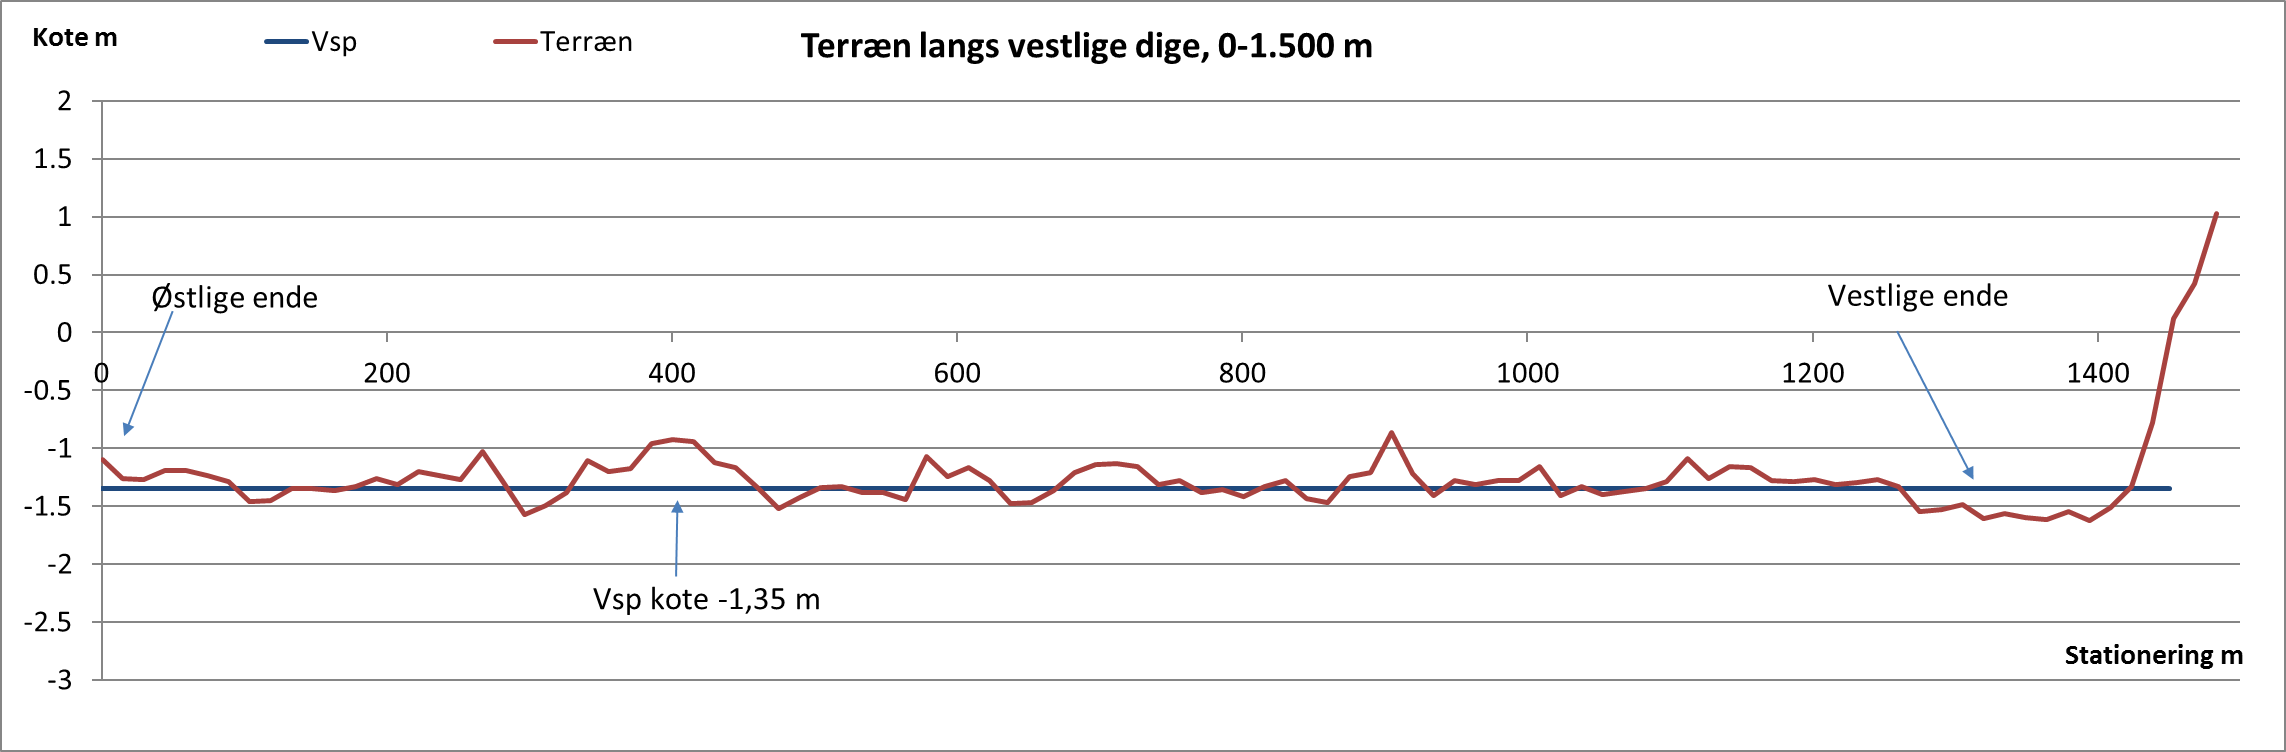 Kote m
Vsp
Terræn
Terræn langs vestlige dige, 0-1.500 m
2
1.5
1
0.5
Østlige ende
Vestlige ende
0
0 200 400 600 800 1000 1200 1400
-0.5
-1
-1.5
-2
Vsp kote -1,35 m
-2.5
Stationering m
-3